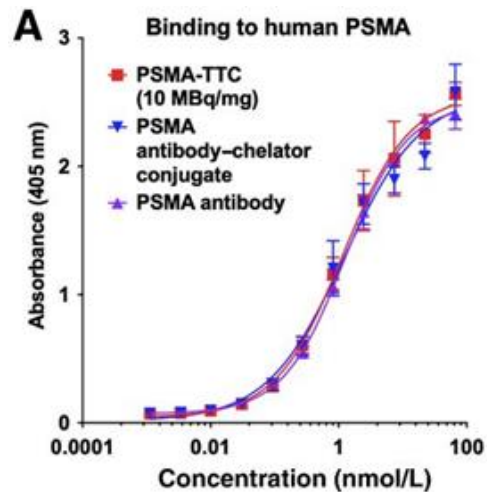 A
Binding to human PSMA
3
PSMA-TTC
(10 MBq/mg)
PSMA
antibody–chelator
conjugate
PSMA antibody
2
1
0
Absorbance (405 nm)
0.0001
0.01
1
100
Concentration (nmol/L)